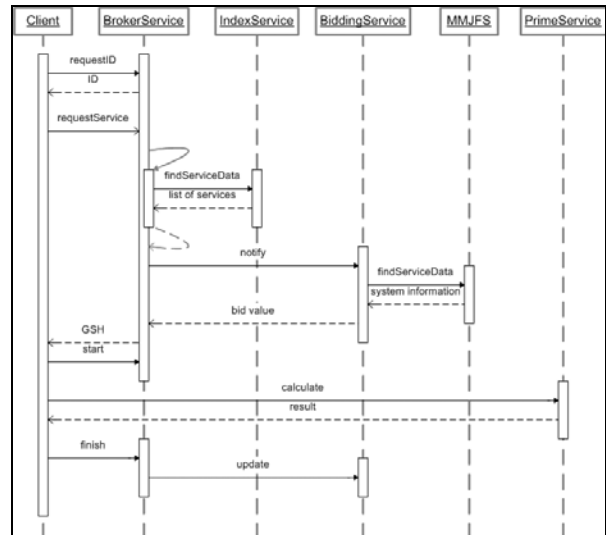 Client BrokerService IndexService BiddingService MMJFS PrimeService
requestID
ID
requestService
findServiceData
list of services
notify
findServiceData
system information
bid value
GSH
start
calculate
result
finish
update